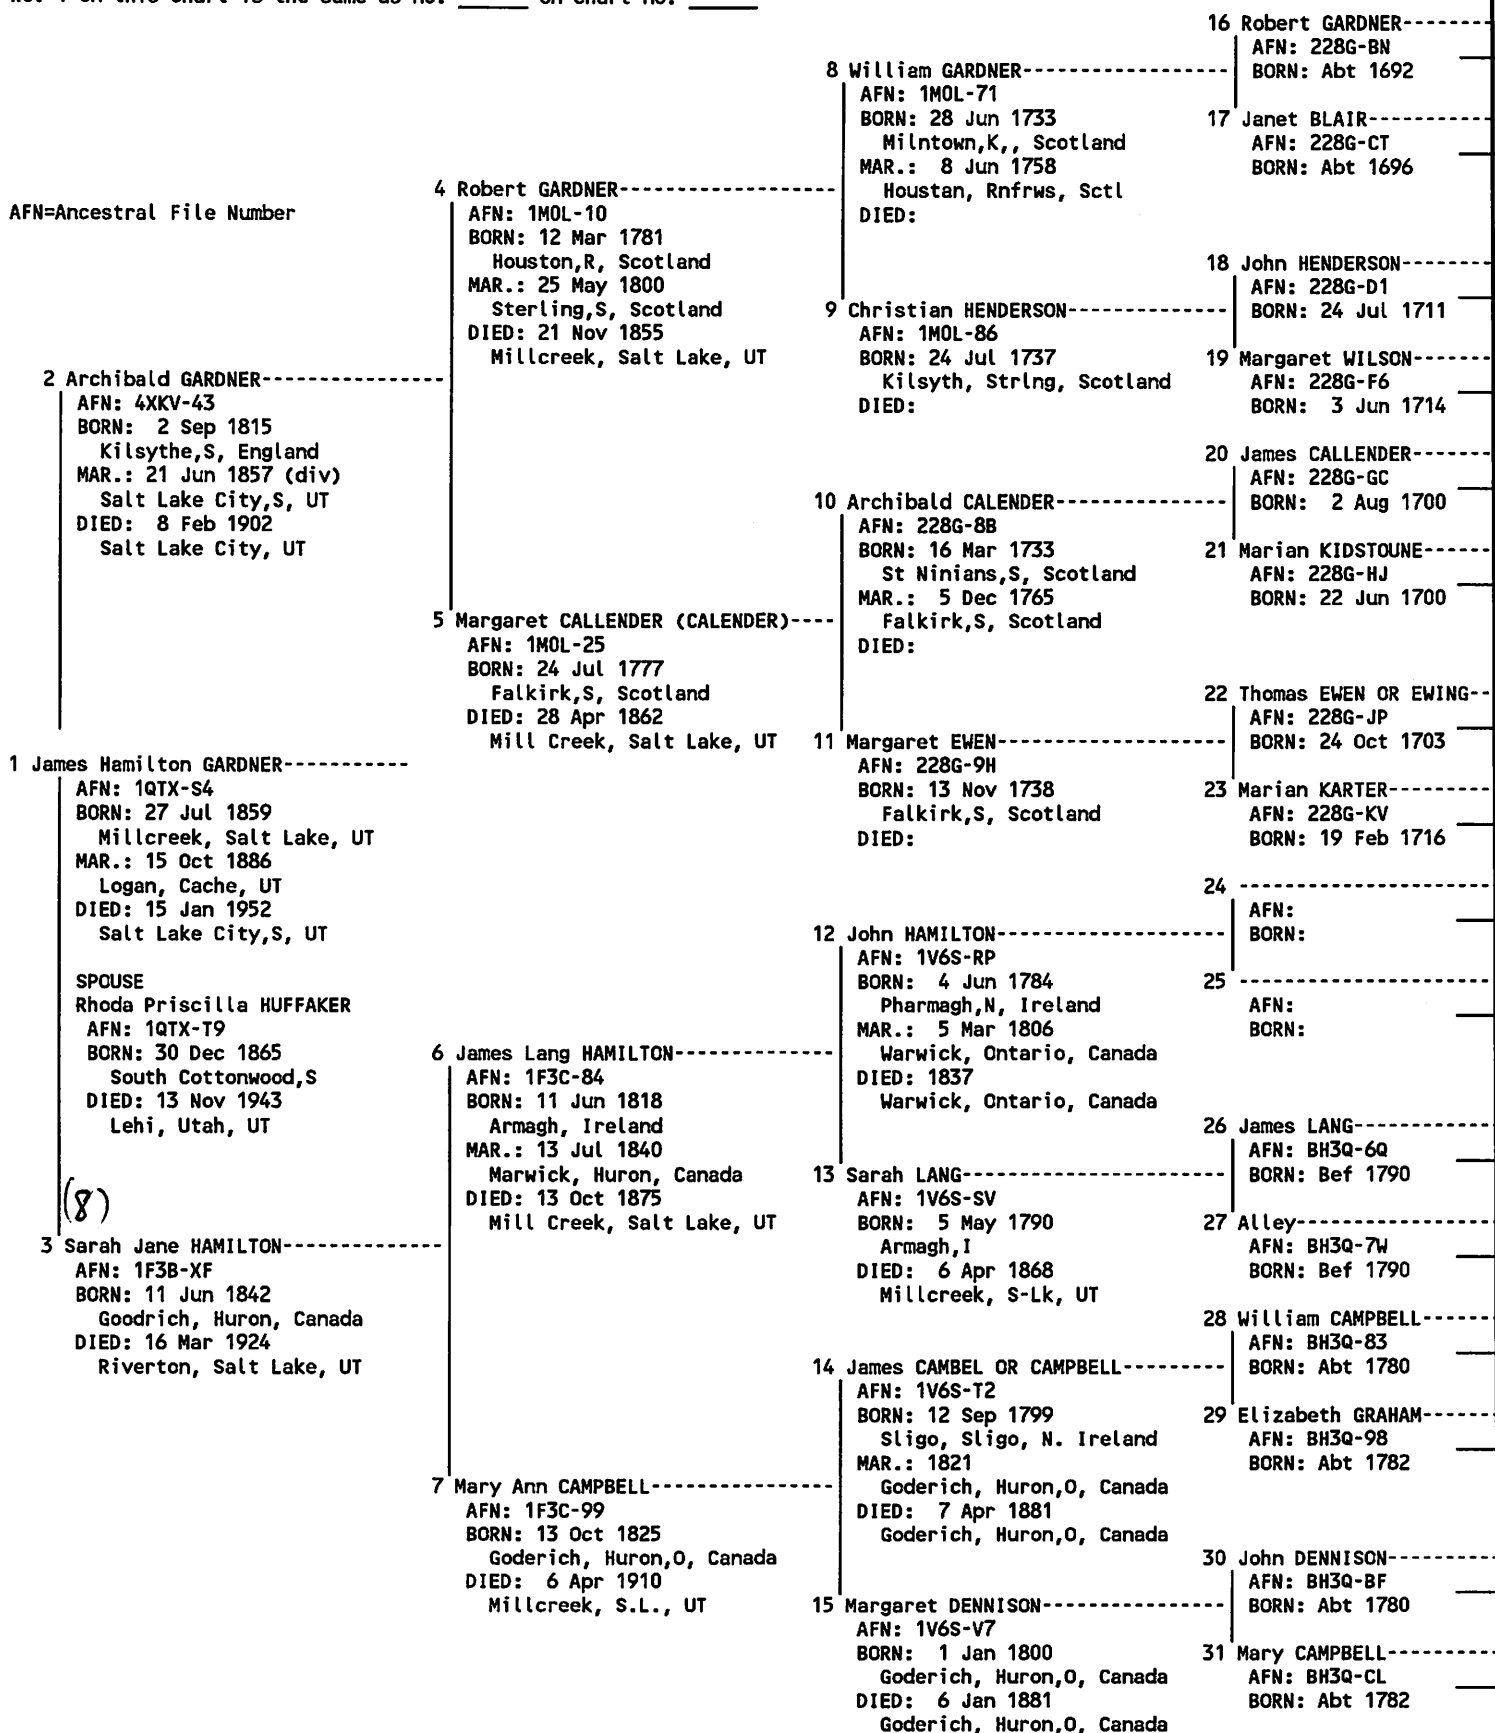 No. 1 on this chart is the same as no. _____ on chart no. _____
16 Robert GARDNER
AFN: 228G-BN
BORN: Abt 1692
8 William GARDNER
AFN: 1MOL-71
BORN: 28 Jun 1733
Milntown,K,, Scotland
MAR.: 8 Jun 1758
Houstan, Rnfrws, Sctl
DIED:
17 Janet BLAIR
AFN: 228G-CT
BORN: Abt 1696
4 Robert GARDNER
AFN: 1MOL-10
BORN: 12 Mar 1781
Houston,R, Scotland
MAR.: 25 May 1800
Sterling,S, Scotland
DIED: 21 Nov 1855
Millcreek, Salt Lake, UT
AFN=Ancestral File Number
18 John HENDERSON
AFN: 228G-D1
BORN: 24 Jul 1711
9 Christian HENDERSON
AFN: 1MOL-86
BORN: 24 Jul 1737
Kilsyth, Strlng, Scotland
DIED:
19 Margaret WILSON
AFN: 228G-F6
BORN: 3 Jun 1714
2 Archibald GARDNER
AFN: 4XKV-43
BORN: 2 Sep 1815
Kilsythe,S, England
MAR.: 21 Jun 1857 (div)
Salt Lake City,S, UT
DIED: 8 Feb 1902
Salt Lake City, UT
20 James CALLENDER
AFN: 228G-GC
BORN: 2 Aug 1700
10 Archibald CALENDER
AFN: 228G-8B
BORN: 16 Mar 1733
St Ninians,S, Scotland
MAR.: 5 Dec 1765
Falkirk,S, Scotland
DIED:
21 Marian KIDSTOUNE
AFN: 228G-HJ
BORN: 22 Jun 1700
5 Margaret CALLENDER (CALENDER)
AFN: 1MOL-25
BORN: 24 Jul 1777
Falkirk,S, Scotland
DIED: 28 Apr 1862
Mill Creek, Salt Lake, UT
22 Thomas EWEN OR EWING
AFN: 228G-JP
BORN: 24 Oct 1703
11 Margaret EWEN
AFN: 228G-9H
BORN: 13 Nov 1738
Falkirk,S, Scotland
DIED:
23 Marian KARTER
AFN: 228G-KV
BORN: 19 Feb 1716
1 James Hamilton GARDNER
AFN: 1QTX-S4
BORN: 27 Jul 1859
Millcreek, Salt Lake, UT
MAR.: 15 Oct 1886
Logan, Cache, UT
DIED: 15 Jan 1952
Salt Lake City,S, UT
SPOUSE
Rhoda Priscilla HUFFAKER
AFN: 1QTX-T9
BORN: 30 Dec 1865
South Cottonwood,S
DIED: 13 Nov 1943
Lehi, Utah, UT
24
AFN:
BORN:
12 John HAMILTON
AFN: 1V6S-RP
BORN: 4 Jun 1784
Pharmagh,N, Ireland
MAR.: 5 Mar 1806
Warwick, Ontario, Canada
DIED: 1837
Warwick, Ontario, Canada
25
AFN:
BORN:
6 James Lang HAMILTON
AFN: 1F3C-84
BORN: 11 Jun 1818
Armagh, Ireland
MAR.: 13 Jul 1840
Marwick, Huron, Canada
DIED: 13 Oct 1875
Mill Creek, Salt Lake, UT
26 James LANG
AFN: BH3Q-6Q
BORN: Bef 1790
13 Sarah LANG
AFN: 1V6S-SV
BORN: 5 May 1790
Armagh,I
DIED: 6 Apr 1868
Millcreek, S-Lk, UT
27 Alley
AFN: BH3Q-7W
BORN: Bef 1790
(8)
3 Sarah Jane HAMILTON
AFN: 1F3B-XF
BORN: 11 Jun 1842
Goodrich, Huron, Canada
DIED: 16 Mar 1924
Riverton, Salt Lake, UT
28 William CAMPBELL
AFN: BH3Q-83
BORN: Abt 1780
14 James CAMBEL OR CAMPBELL
AFN: 1V6S-T2
BORN: 12 Sep 1799
Sligo, Sligo, N. Ireland
MAR.: 1821
Goderich, Huron,O, Canada
DIED: 7 Apr 1881
Goderich, Huron,O, Canada
29 Elizabeth GRAHAM
AFN: BH3Q-98
BORN: Abt 1782
7 Mary Ann CAMPBELL
AFN: 1F3C-99
BORN: 13 Oct 1825
Goderich, Huron,O, Canada
DIED: 6 Apr 1910
Millcreek, S.L., UT
30 John DENNISON
AFN: BH3Q-BF
BORN: Abt 1780
15 Margaret DENNISON
AFN: 1V6S-V7
BORN: 1 Jan 1800
Goderich, Huron,O, Canada
DIED: 6 Jan 1881
Goderich, Huron,O, Canada
31 Mary CAMPBELL
AFN: BH3Q-CL
BORN: Abt 1782